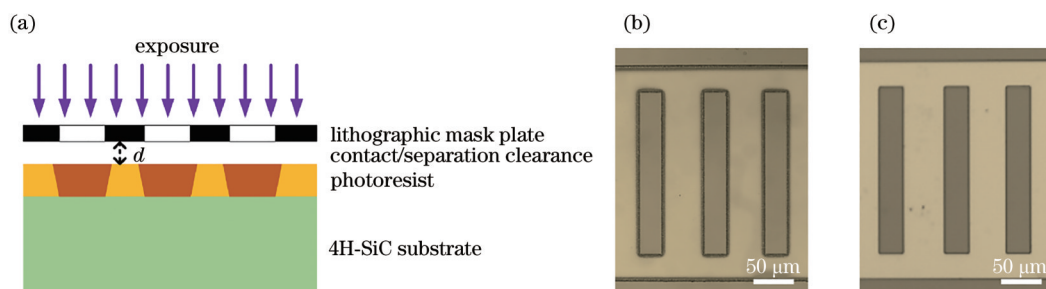 (a)
exposure
lithographic mask plate
d
contact/separation clearance
photoresist
4H-SiC substrate
(b)
50 μm
(c)
50 μm